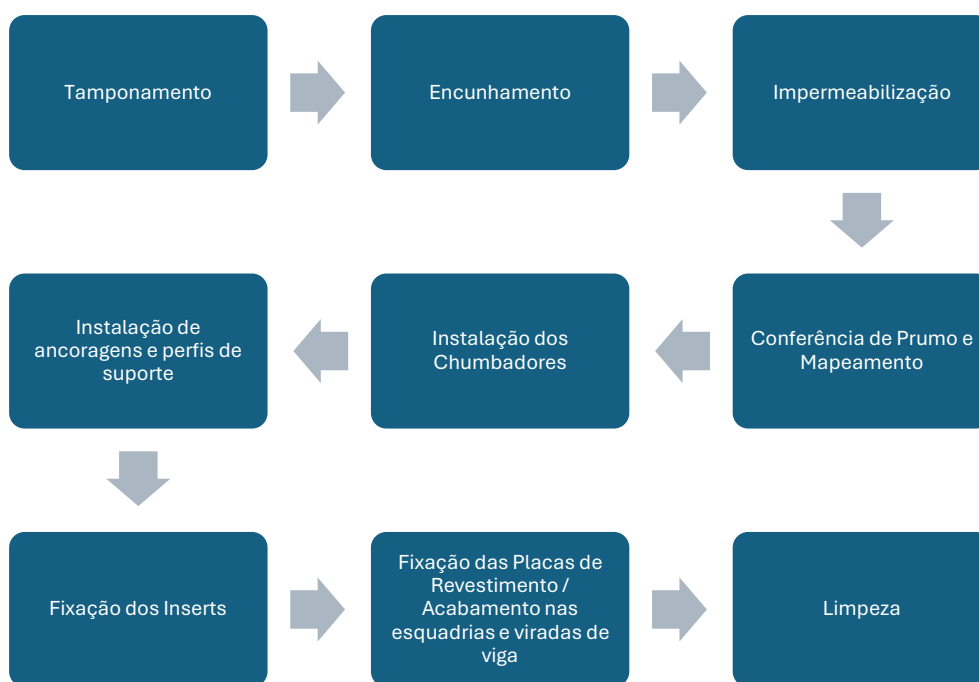 Tamponamento
Encunhamento
Impermeabilização
Conferência de Prumo e
Mapeamento
Instalação dos
Chumbadores
Instalação de
ancoragens e perfis de
suporte
Fixação dos Inserts
Fixação das Placas de
Revestimento /
Acabamento nas
esquadrias e viradas de
viga
Limpeza